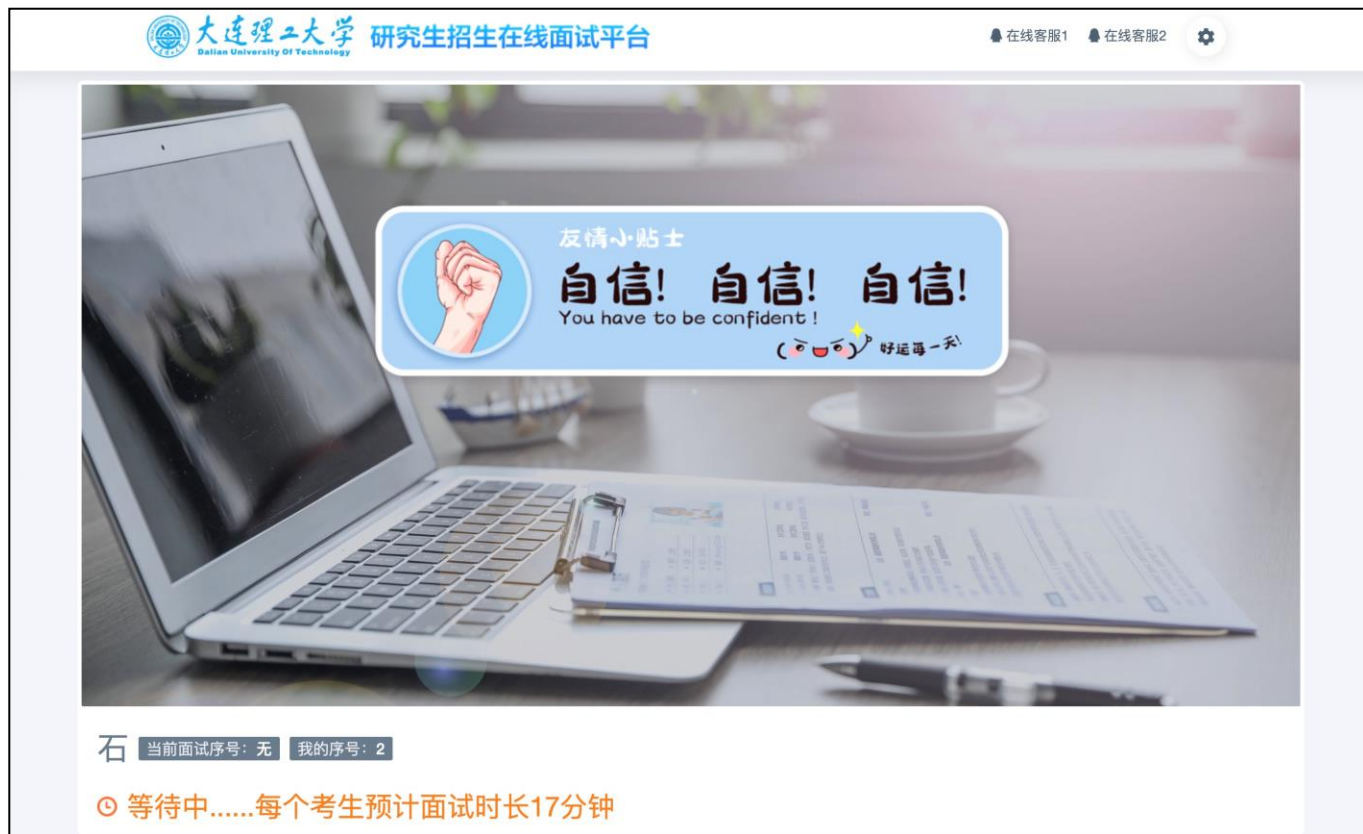 大连理工大学
Dalian University Of Technology
研究生招生在线面试平台
在线客服1 在线客服2
友情小贴士
自信! 自信! 自信!
You have to be confident !
好运每一天!
石 当前面试序号：无 我的序号：2
等待中......每个考生预计面试时长17分钟